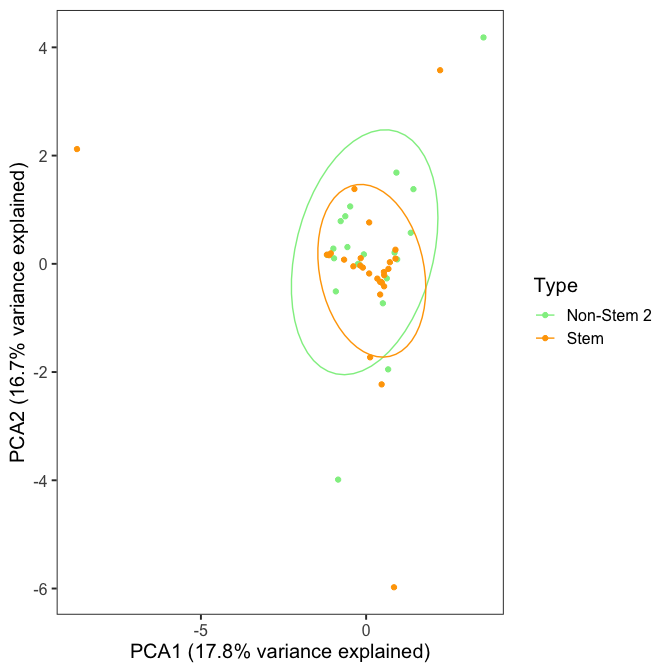 4
2
0
-2
-4
-6
PCA2 (16.7% variance explained)
-5
0
PCA1 (17.8% variance explained)
Type
Non-Stem 2
Stem